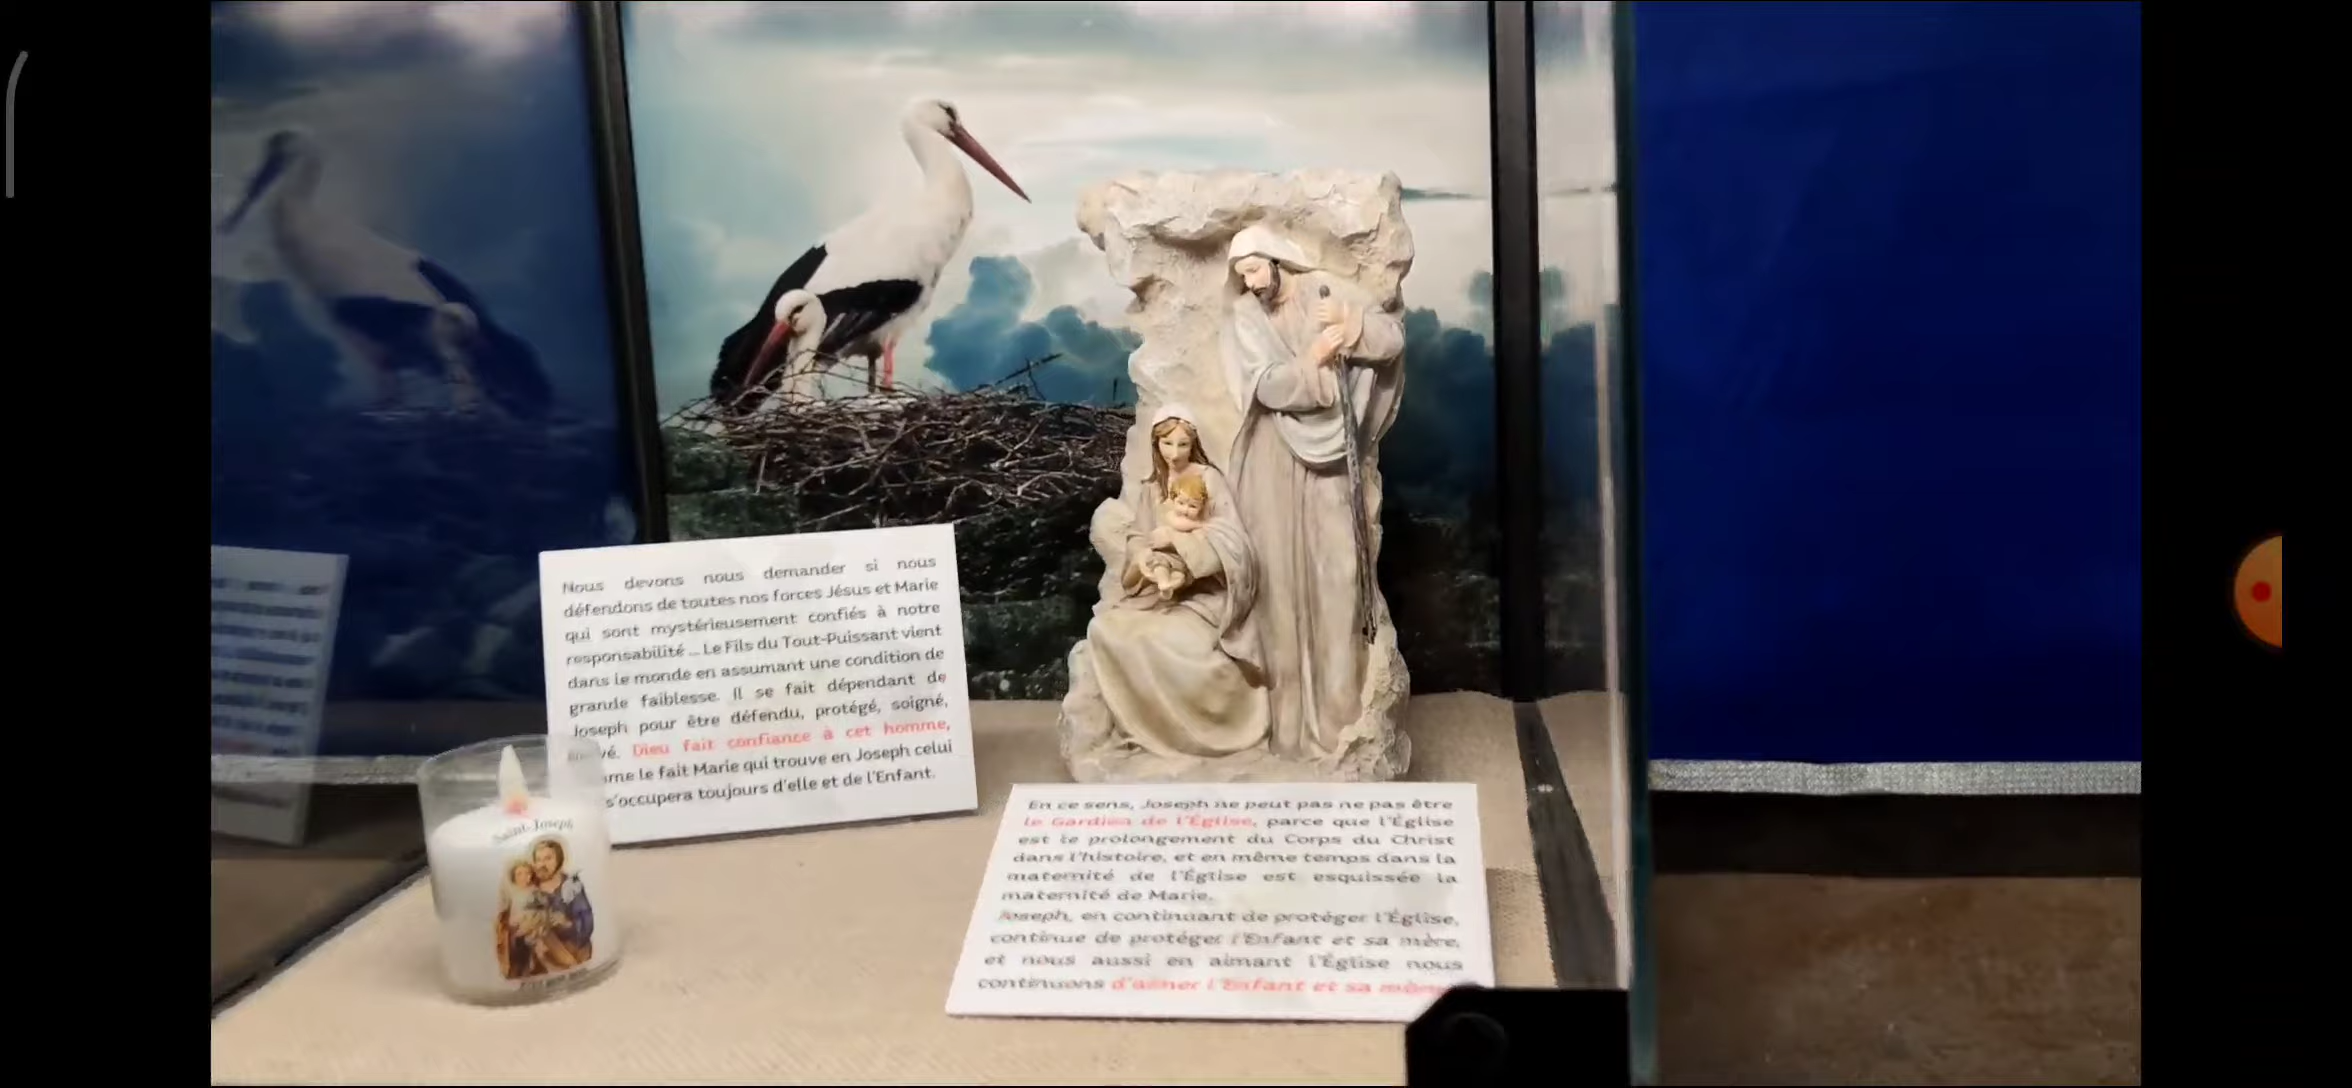 Nous devons nous demander si nous
défendons de toutes nos forces Jésus et Marie
qui sont mystérieusement confiés à notre
responsabilité ... Le Fils du Tout-Puissant vient
dans le monde en assumant une condition de
grande faiblesse. Il se fait dépendant de
Joseph pour être défendu, protégé, soigné,
Dieu fait confiance à cet homme,
le fait Marie qui trouve en Joseph celui
s'occupera toujours d'elle et de l'Enfant.
Saint-Joseph
En ce sens, Joseph ne peut pas ne pas être
le Gardien de l'Église, parce que l'Église
est le prolongement du Corps du Christ
dans l'histoire, et en même temps dans la
maternité de l'Église est esquissée la
maternité de Marie.
Joseph, en continuant de protéger l'Église,
continue de protéger l'Enfant et sa mère,
et nous aussi en aimant l'Église nous
continuons d'aimer l'Enfant et sa mère